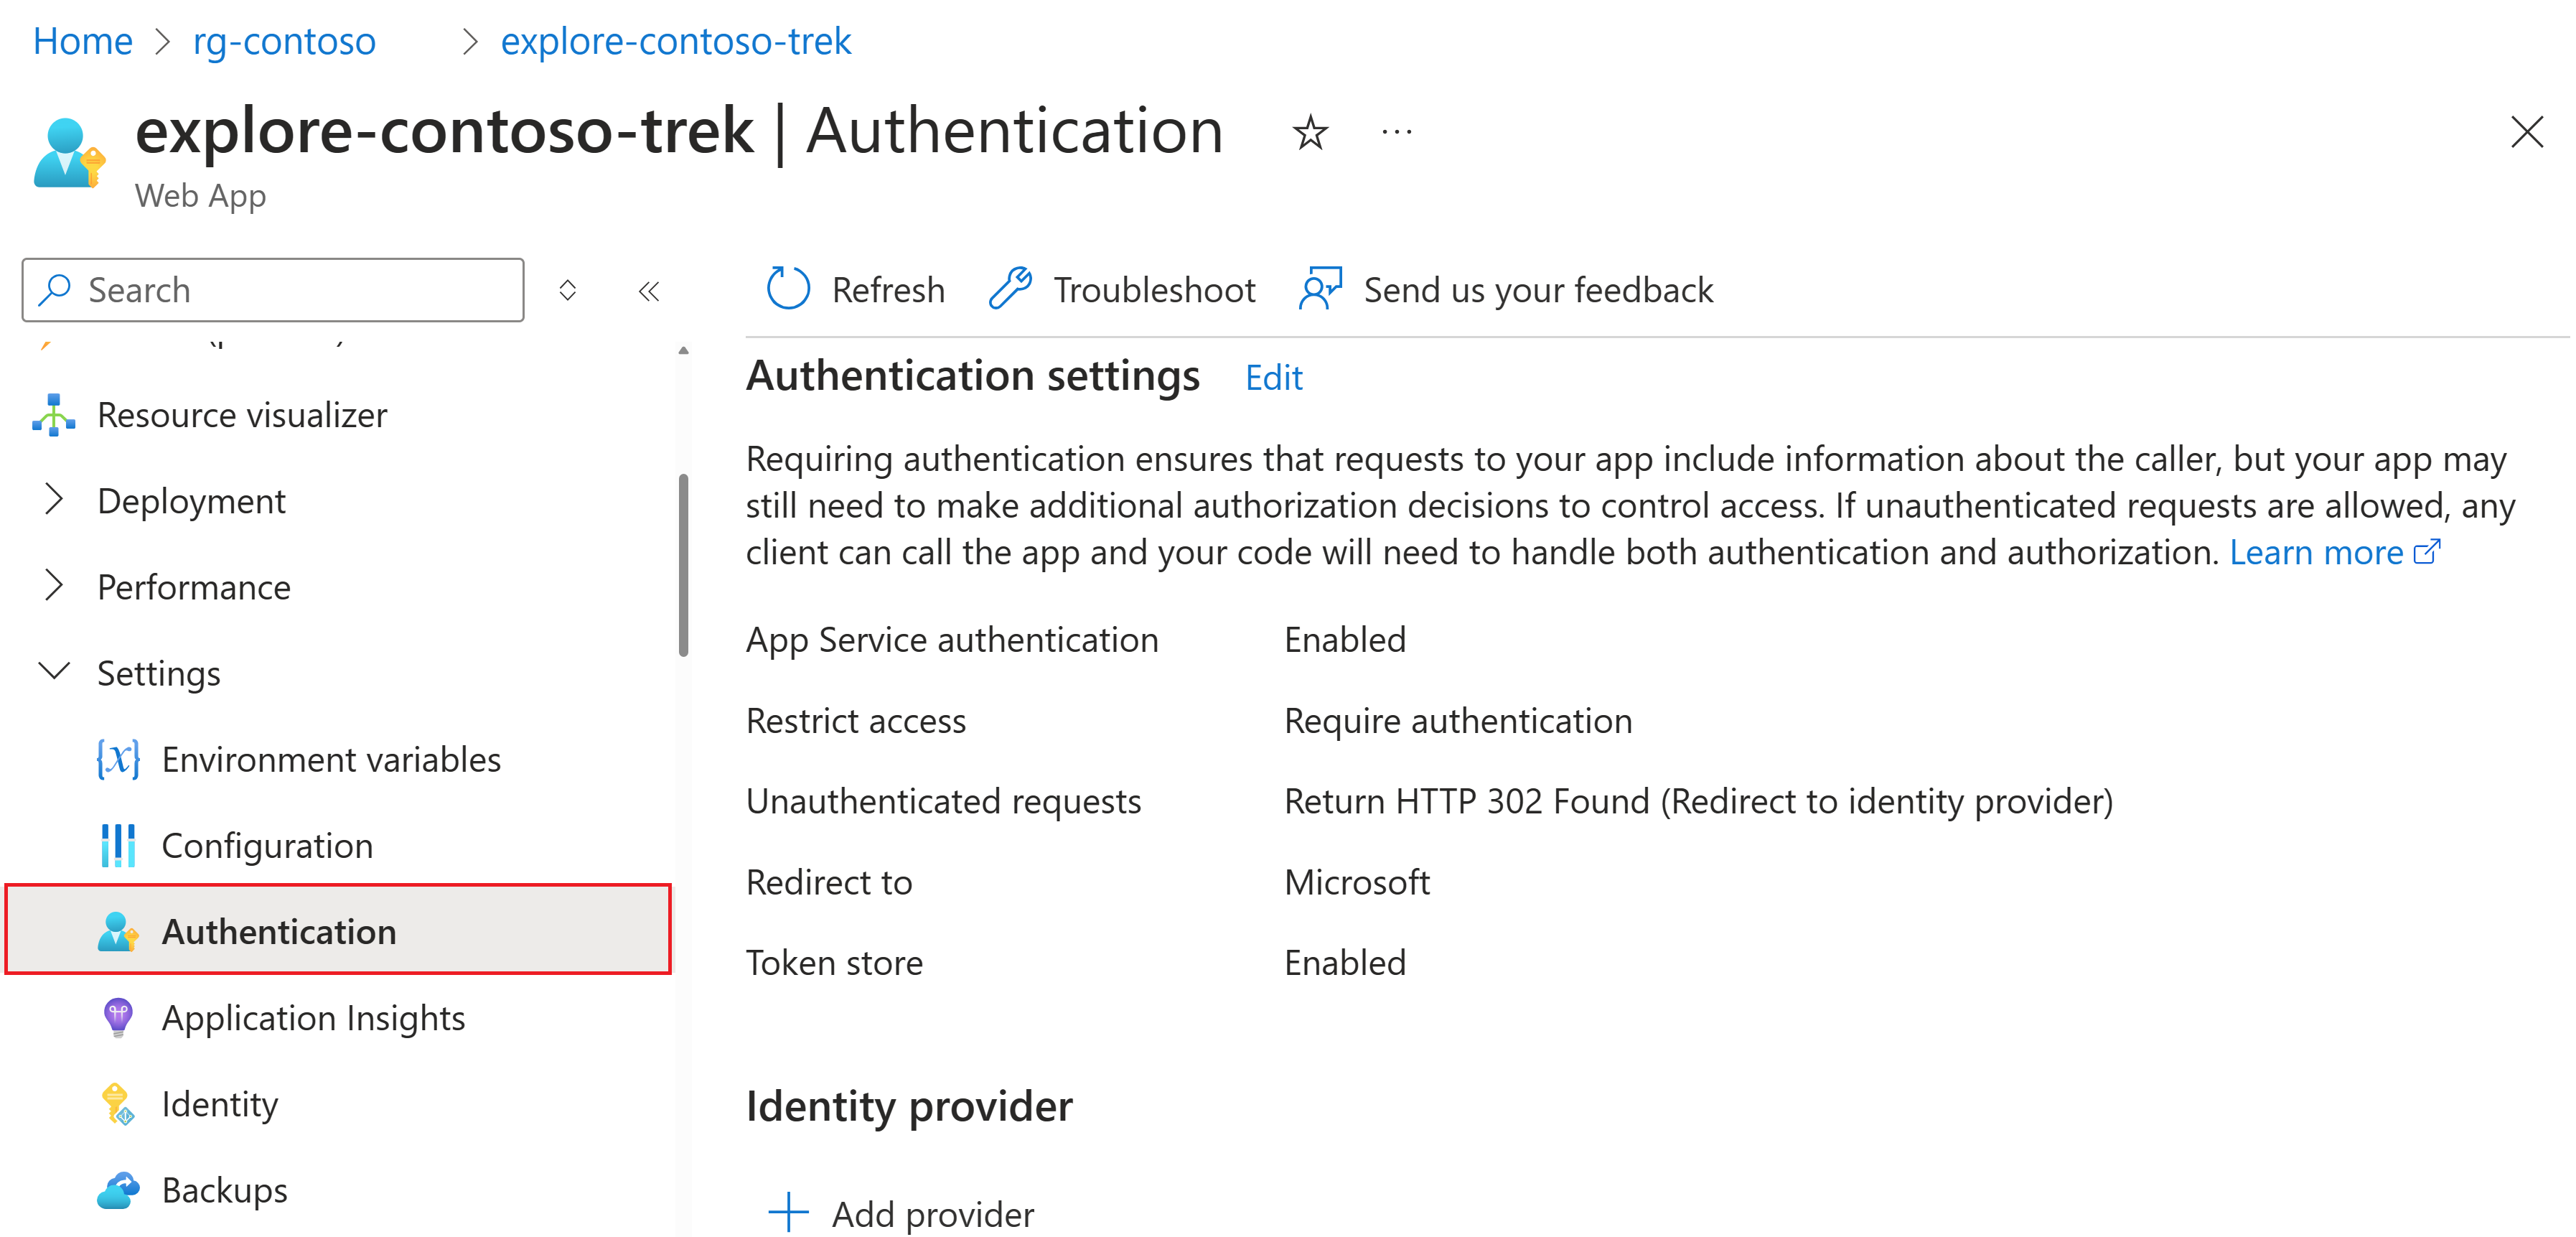 Home > rg-contoso > explore-contoso-trek
explore-contoso-trek | Authentication
Web App
Search
Refresh Troubleshoot Send us your feedback
Resource visualizer
Deployment
Performance
Settings
Environment variables
Configuration
Authentication
Application Insights
Identity
Backups
Authentication settings Edit
Requiring authentication ensures that requests to your app include information about the caller, but your app may
still need to make additional authorization decisions to control access. If unauthenticated requests are allowed, any
client can call the app and your code will need to handle both authentication and authorization. Learn more
App Service authentication Enabled
Restrict access Require authentication
Unauthenticated requests Return HTTP 302 Found (Redirect to identity provider)
Redirect to Microsoft
Token store Enabled
Identity provider
Add provider